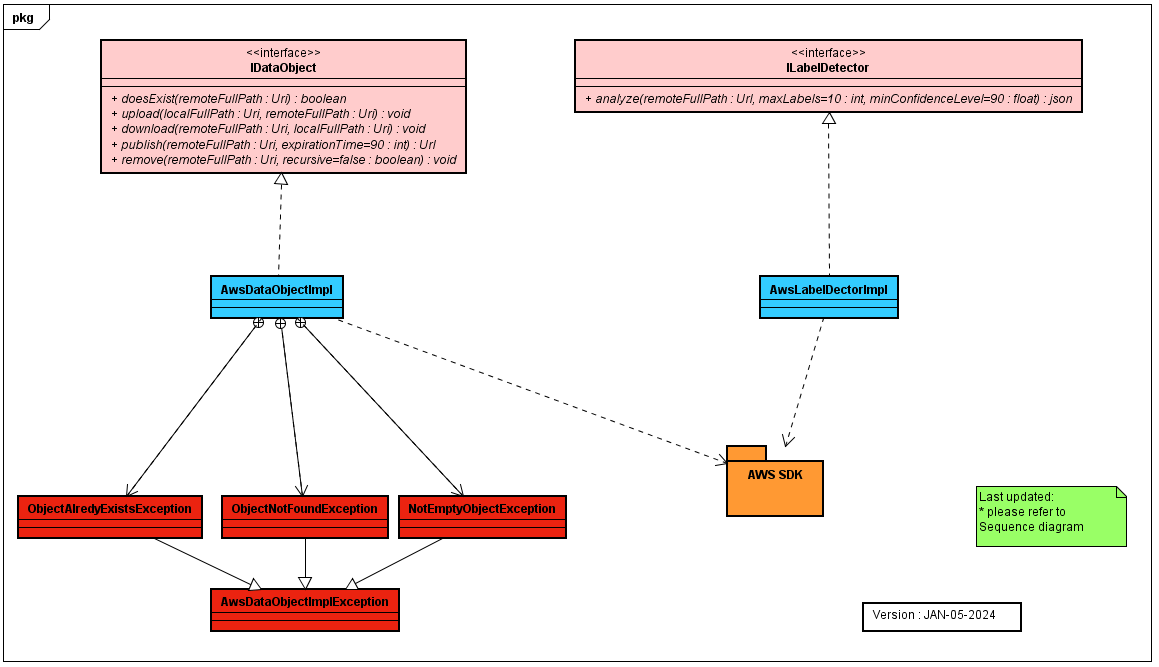 pkg
<<interface>>
IDataObject
+ doesExist(remoteFullPath : Uri) : boolean
+ upload(localFullPath : Uri, remoteFullPath : Uri) : void
+ download(remoteFullPath : Uri, localFullPath : Uri) : void
+ publish(remoteFullPath : Uri, expirationTime=90 : int) : Url
+ remove(remoteFullPath : Uri, recursive=false : boolean) : void
<<interface>>
ILabelDetector
+ analyze(remoteFullPath : Url, maxLabels=10 : int, minConfidenceLevel=90 : float) : json
AwsDataObjectImpl
AwsLabelDectorImpl
AWS SDK
ObjectAlredyExistsException
ObjectNotFoundException
NotEmptyObjectException
AwsDataObjectImplException
Last updated:
* please refer to
Sequence diagram
Version : JAN-05-2024